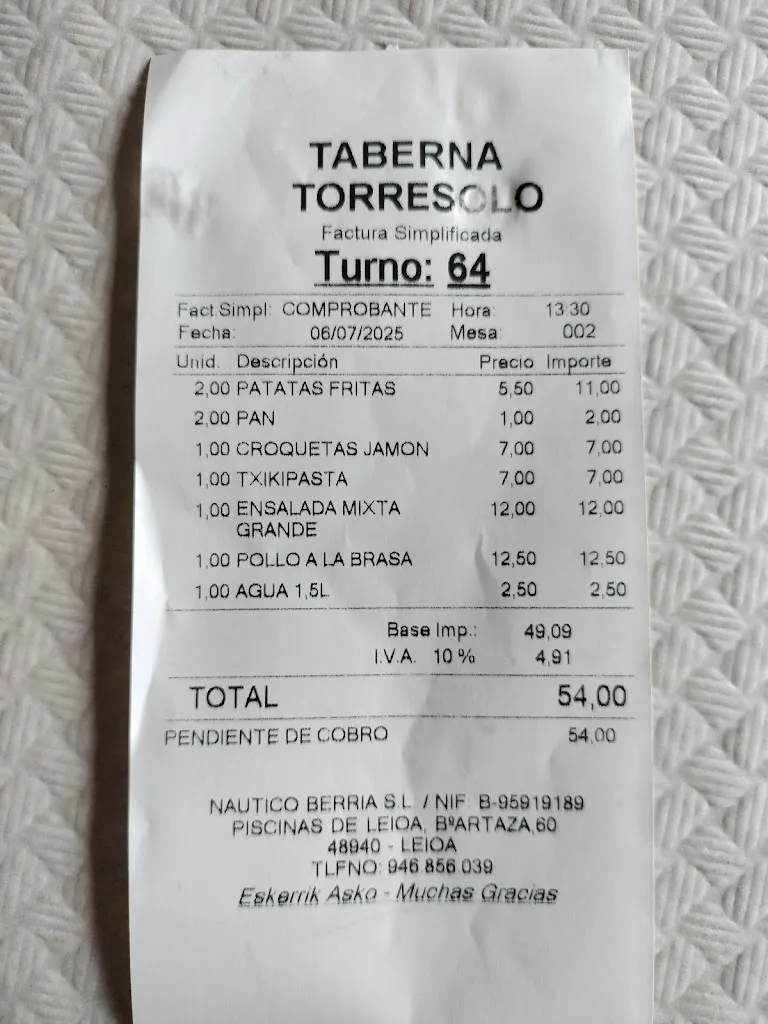 TABERNA
TORRESOLO
Factura Simplificada
Turno: 64
Fact.Simpl: COMPROBANTE Hora: 13:30
Fecha: 06/07/2025 Mesa: 002
Unid. Descripción Precio Importe
2,00 PATATAS FRITAS 5,50 11,00
2,00 PAN 1,00 2,00
1,00 CROQUETAS JAMON 7,00 7,00
1,00 TXIKIPASTA 7,00 7,00
1,00 ENSALADA MIXTA 12,00 12,00
GRANDE
1,00 POLLO A LA BRASA 12,50 12,50
1,00 AGUA 1,5L 2,50 2,50
Base Imp.: 49,09
I.V.A. 10 % 4,91
TOTAL 54,00
PENDIENTE DE COBRO 54,00
NAUTICO BERRIA S.L. / NIF: B-95919189
PISCINAS DE LEIOA, BºARTAZA,60
48940 - LEIOA
TLFNO: 946.856.039
Eskerrik Asko - Muchas Gracias